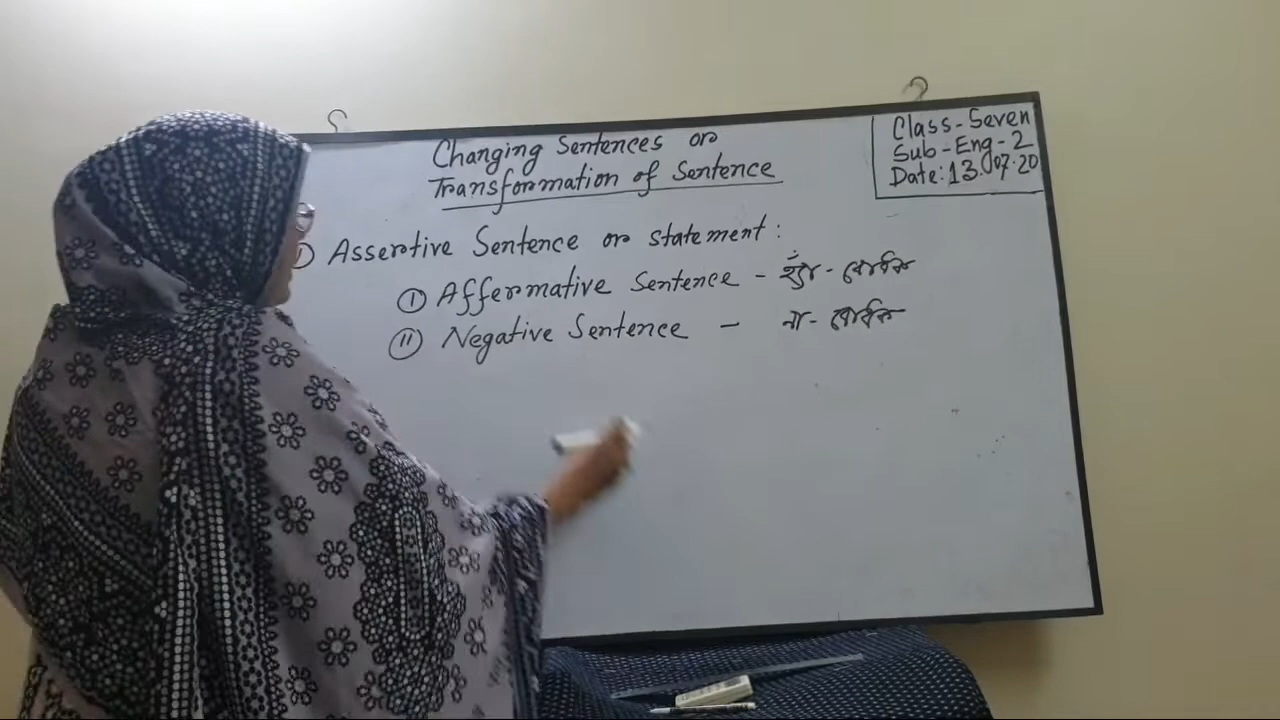 Changing Sentences or
Transformation of Sentence
Class-Seven
Sub-Eng-2
Date: 13.07.20
Assertive Sentence or statement:
(i) Affermative Sentence - হ্যাঁ-বোধক
(ii) Negative Sentence - না-বোধক